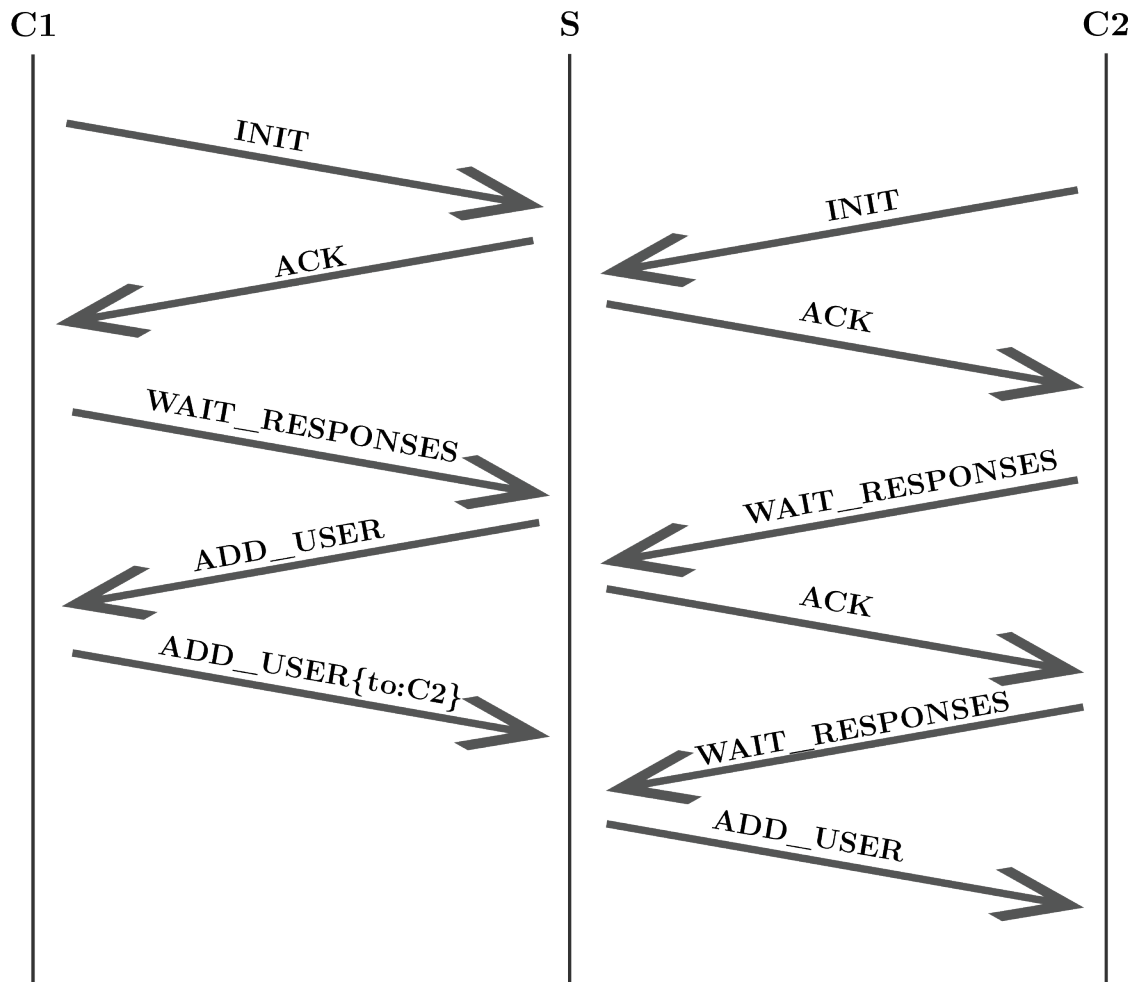 C1
S
C2
INIT
INIT
ACK
ACK
WAIT_RESPONSES
WAIT_RESPONSES
ADD_USER
ACK
ADD_USER{to:C2}
WAIT_RESPONSES
ADD_USER